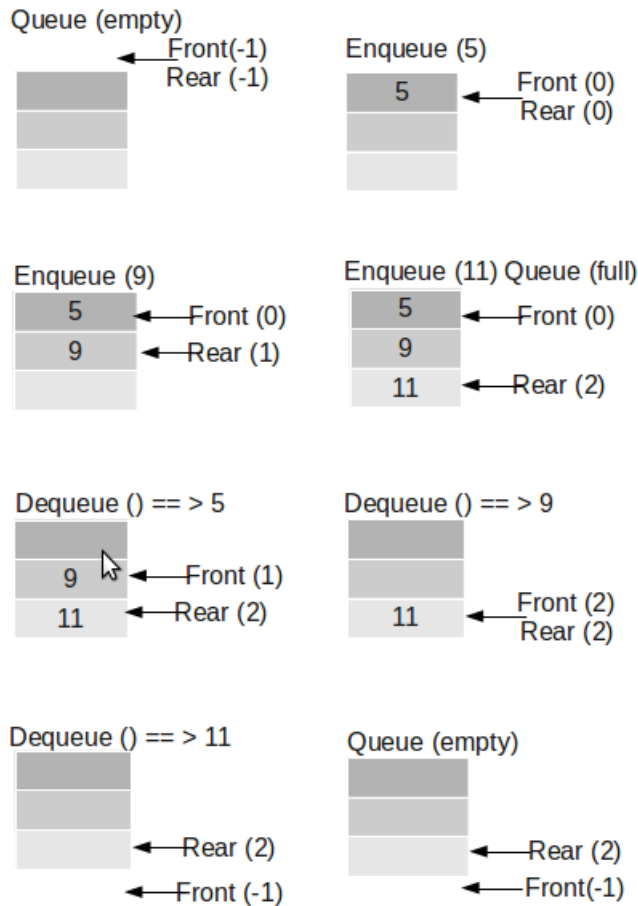 Queue (empty)
Front(-1)
Rear (-1)
Enqueue (5)
5
Front (0)
Rear (0)
Enqueue (9)
5
Front (0)
9
Rear (1)
Enqueue (11) Queue (full)
5
Front (0)
9
11
Rear (2)
Dequeue () == > 5
9
Front (1)
11
Rear (2)
Dequeue () == > 9
11
Front (2)
Rear (2)
Dequeue () == > 11
Rear (2)
Front (-1)
Queue (empty)
Rear (2)
Front(-1)